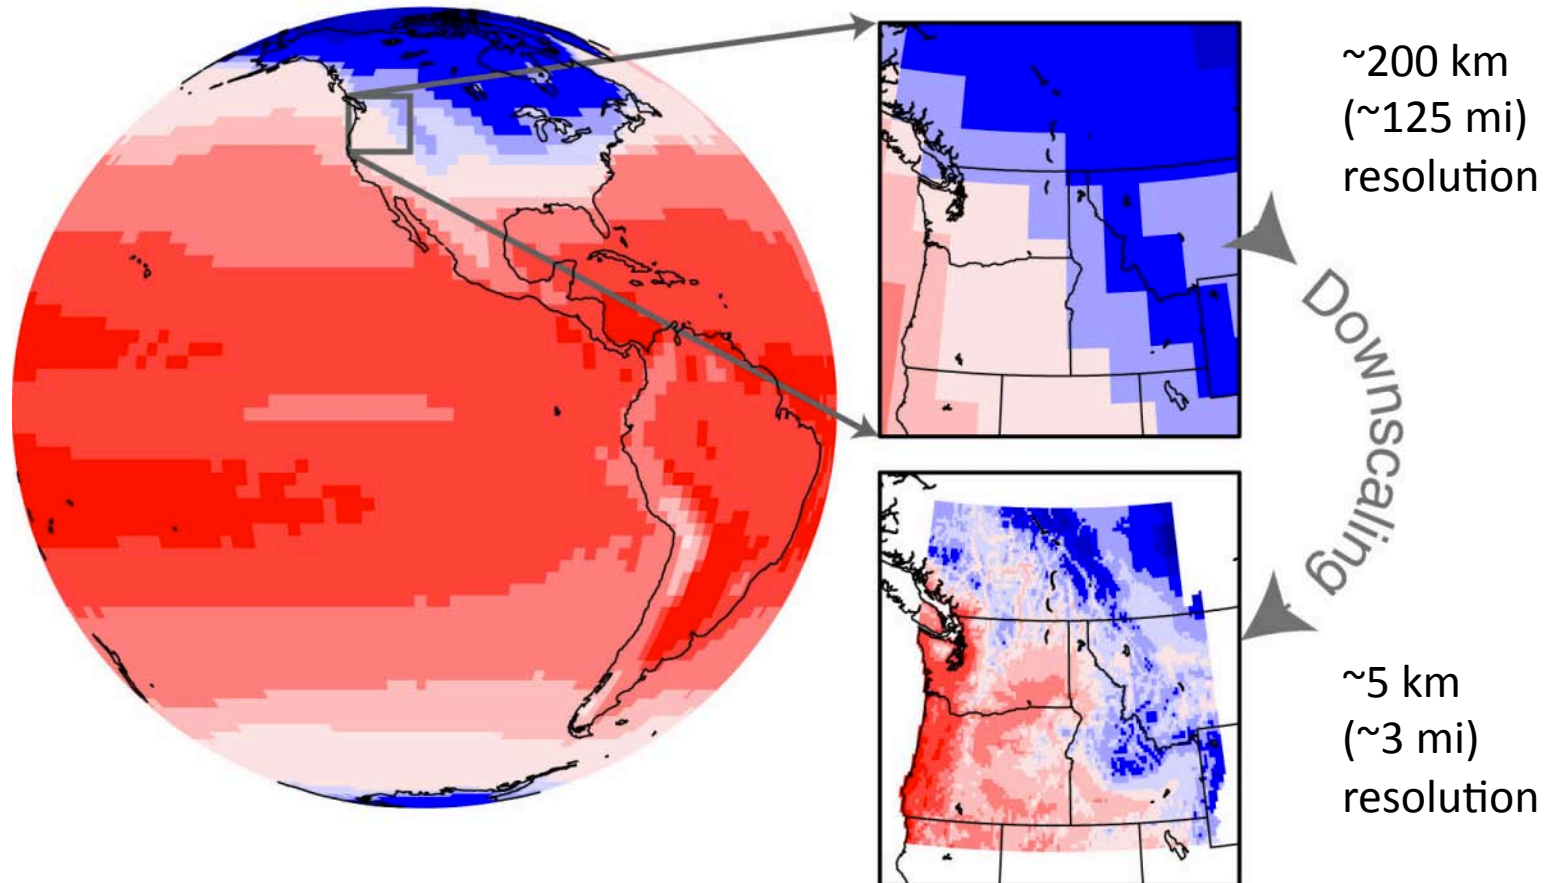 ~200 km
(~125 mi)
resolution
Downscaling
~5 km
(~3 mi)
resolution